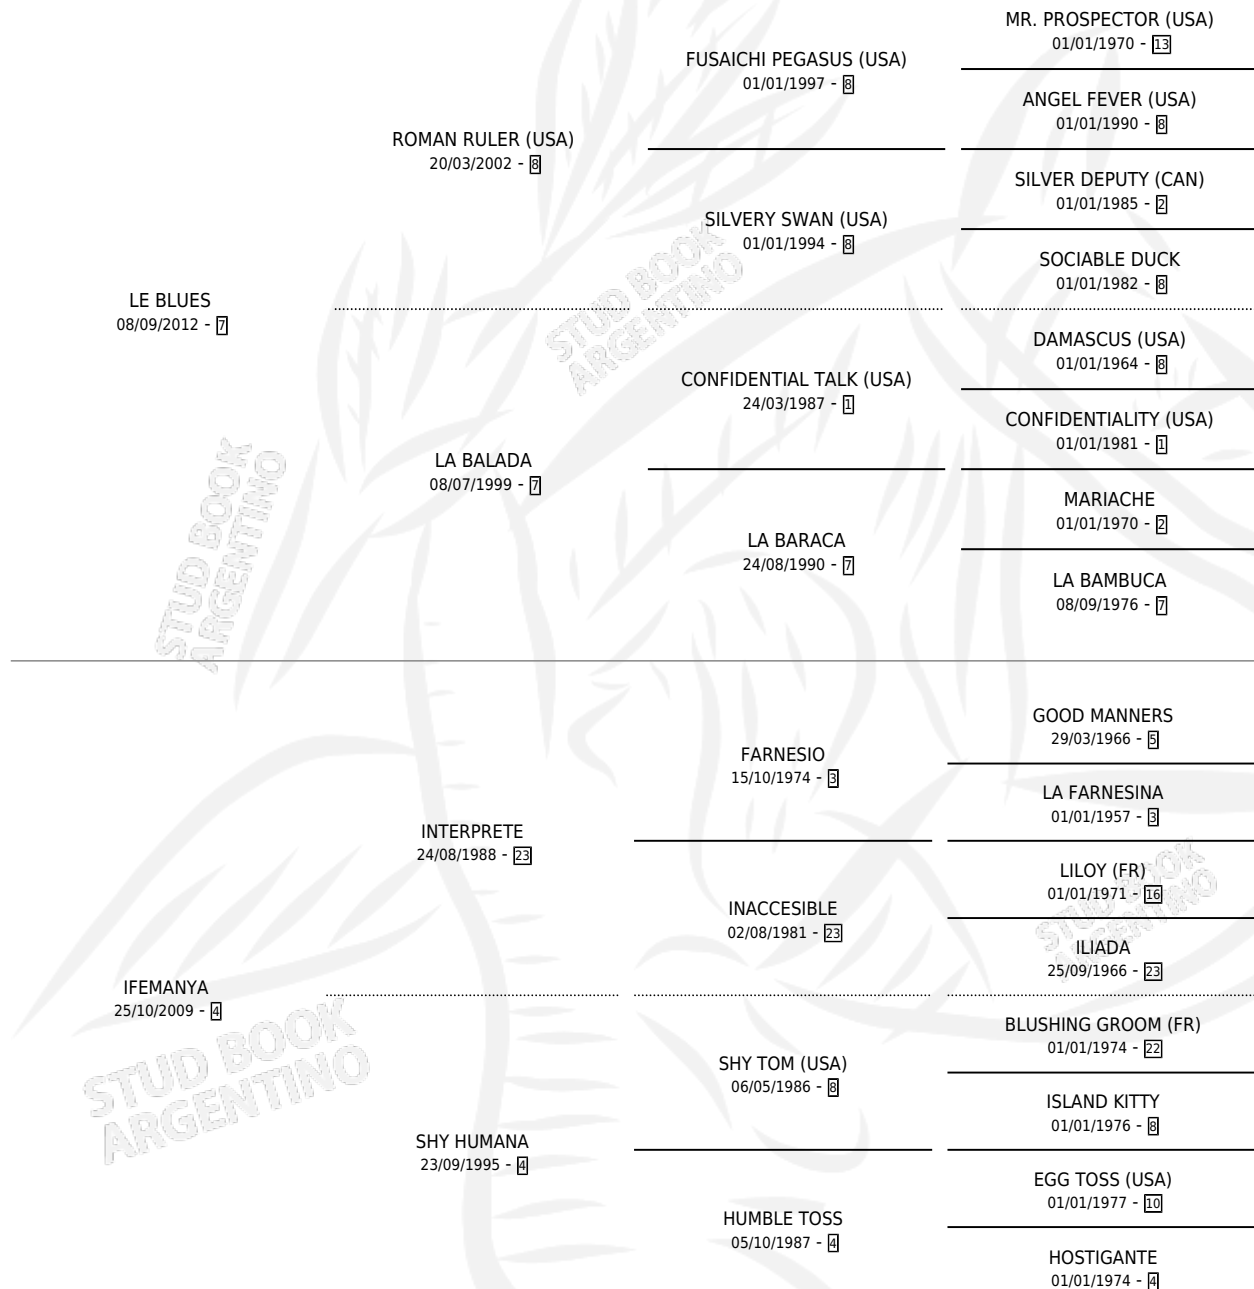 MR. PROSPECTOR (USA)
01/01/1970 - 13
FUSAICHI PEGASUS (USA)
01/01/1997 - 8
ANGEL FEVER (USA)
01/01/1990 - 8
ROMAN RULER (USA)
20/03/2002 - 8
SILVER DEPUTY (CAN)
01/01/1985 - 2
SILVERY SWAN (USA)
01/01/1994 - 8
SOCIABLE DUCK
01/01/1982 - 8
LE BLUES
08/09/2012 - 7
DAMASCUS (USA)
01/01/1964 - 8
CONFIDENTIAL TALK (USA)
24/03/1987 - 1
CONFIDENTIALITY (USA)
01/01/1981 - 1
LA BALADA
08/07/1999 - 7
MARIACHE
01/01/1970 - 2
LA BARACA
24/08/1990 - 7
LA BAMBUCA
08/09/1976 - 7
GOOD MANNERS
29/03/1966 - 5
FARNESIO
15/10/1974 - 3
LA FARNESINA
01/01/1957 - 3
INTERPRETE
24/08/1988 - 23
LILOY (FR)
01/01/1971 - 16
INACCESIBLE
02/08/1981 - 23
ILIADA
25/09/1966 - 23
IFEMANYA
25/10/2009 - 4
BLUSHING GROOM (FR)
01/01/1974 - 22
SHY TOM (USA)
06/05/1986 - 8
ISLAND KITTY
01/01/1976 - 8
SHY HUMANA
23/09/1995 - 4
EGG TOSS (USA)
01/01/1977 - 10
HUMBLE TOSS
05/10/1987 - 4
HOSTIGANTE
01/01/1974 - 4
STUD BOOK
ARGENTINO
STUD BOOK
ARGENTINO
STUD BOOK
ARGENTINO
STUD BOOK
ARGENTINO